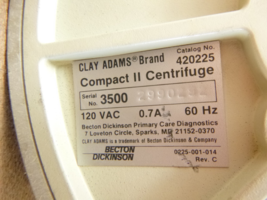 CLAY ADAMS® Brand
Catalog No.
420225
Compact II Centrifuge
Serial No. 3500
120 VAC 0.7A 60 Hz
Becton Dickinson Primary Care Diagnostics
7 Loveton Circle, Sparks, MD 21152-0370
CLAY ADAMS is a trademark of Becton Dickinson & Company
BECTON
DICKINSON
0225-001-014
Rev. C